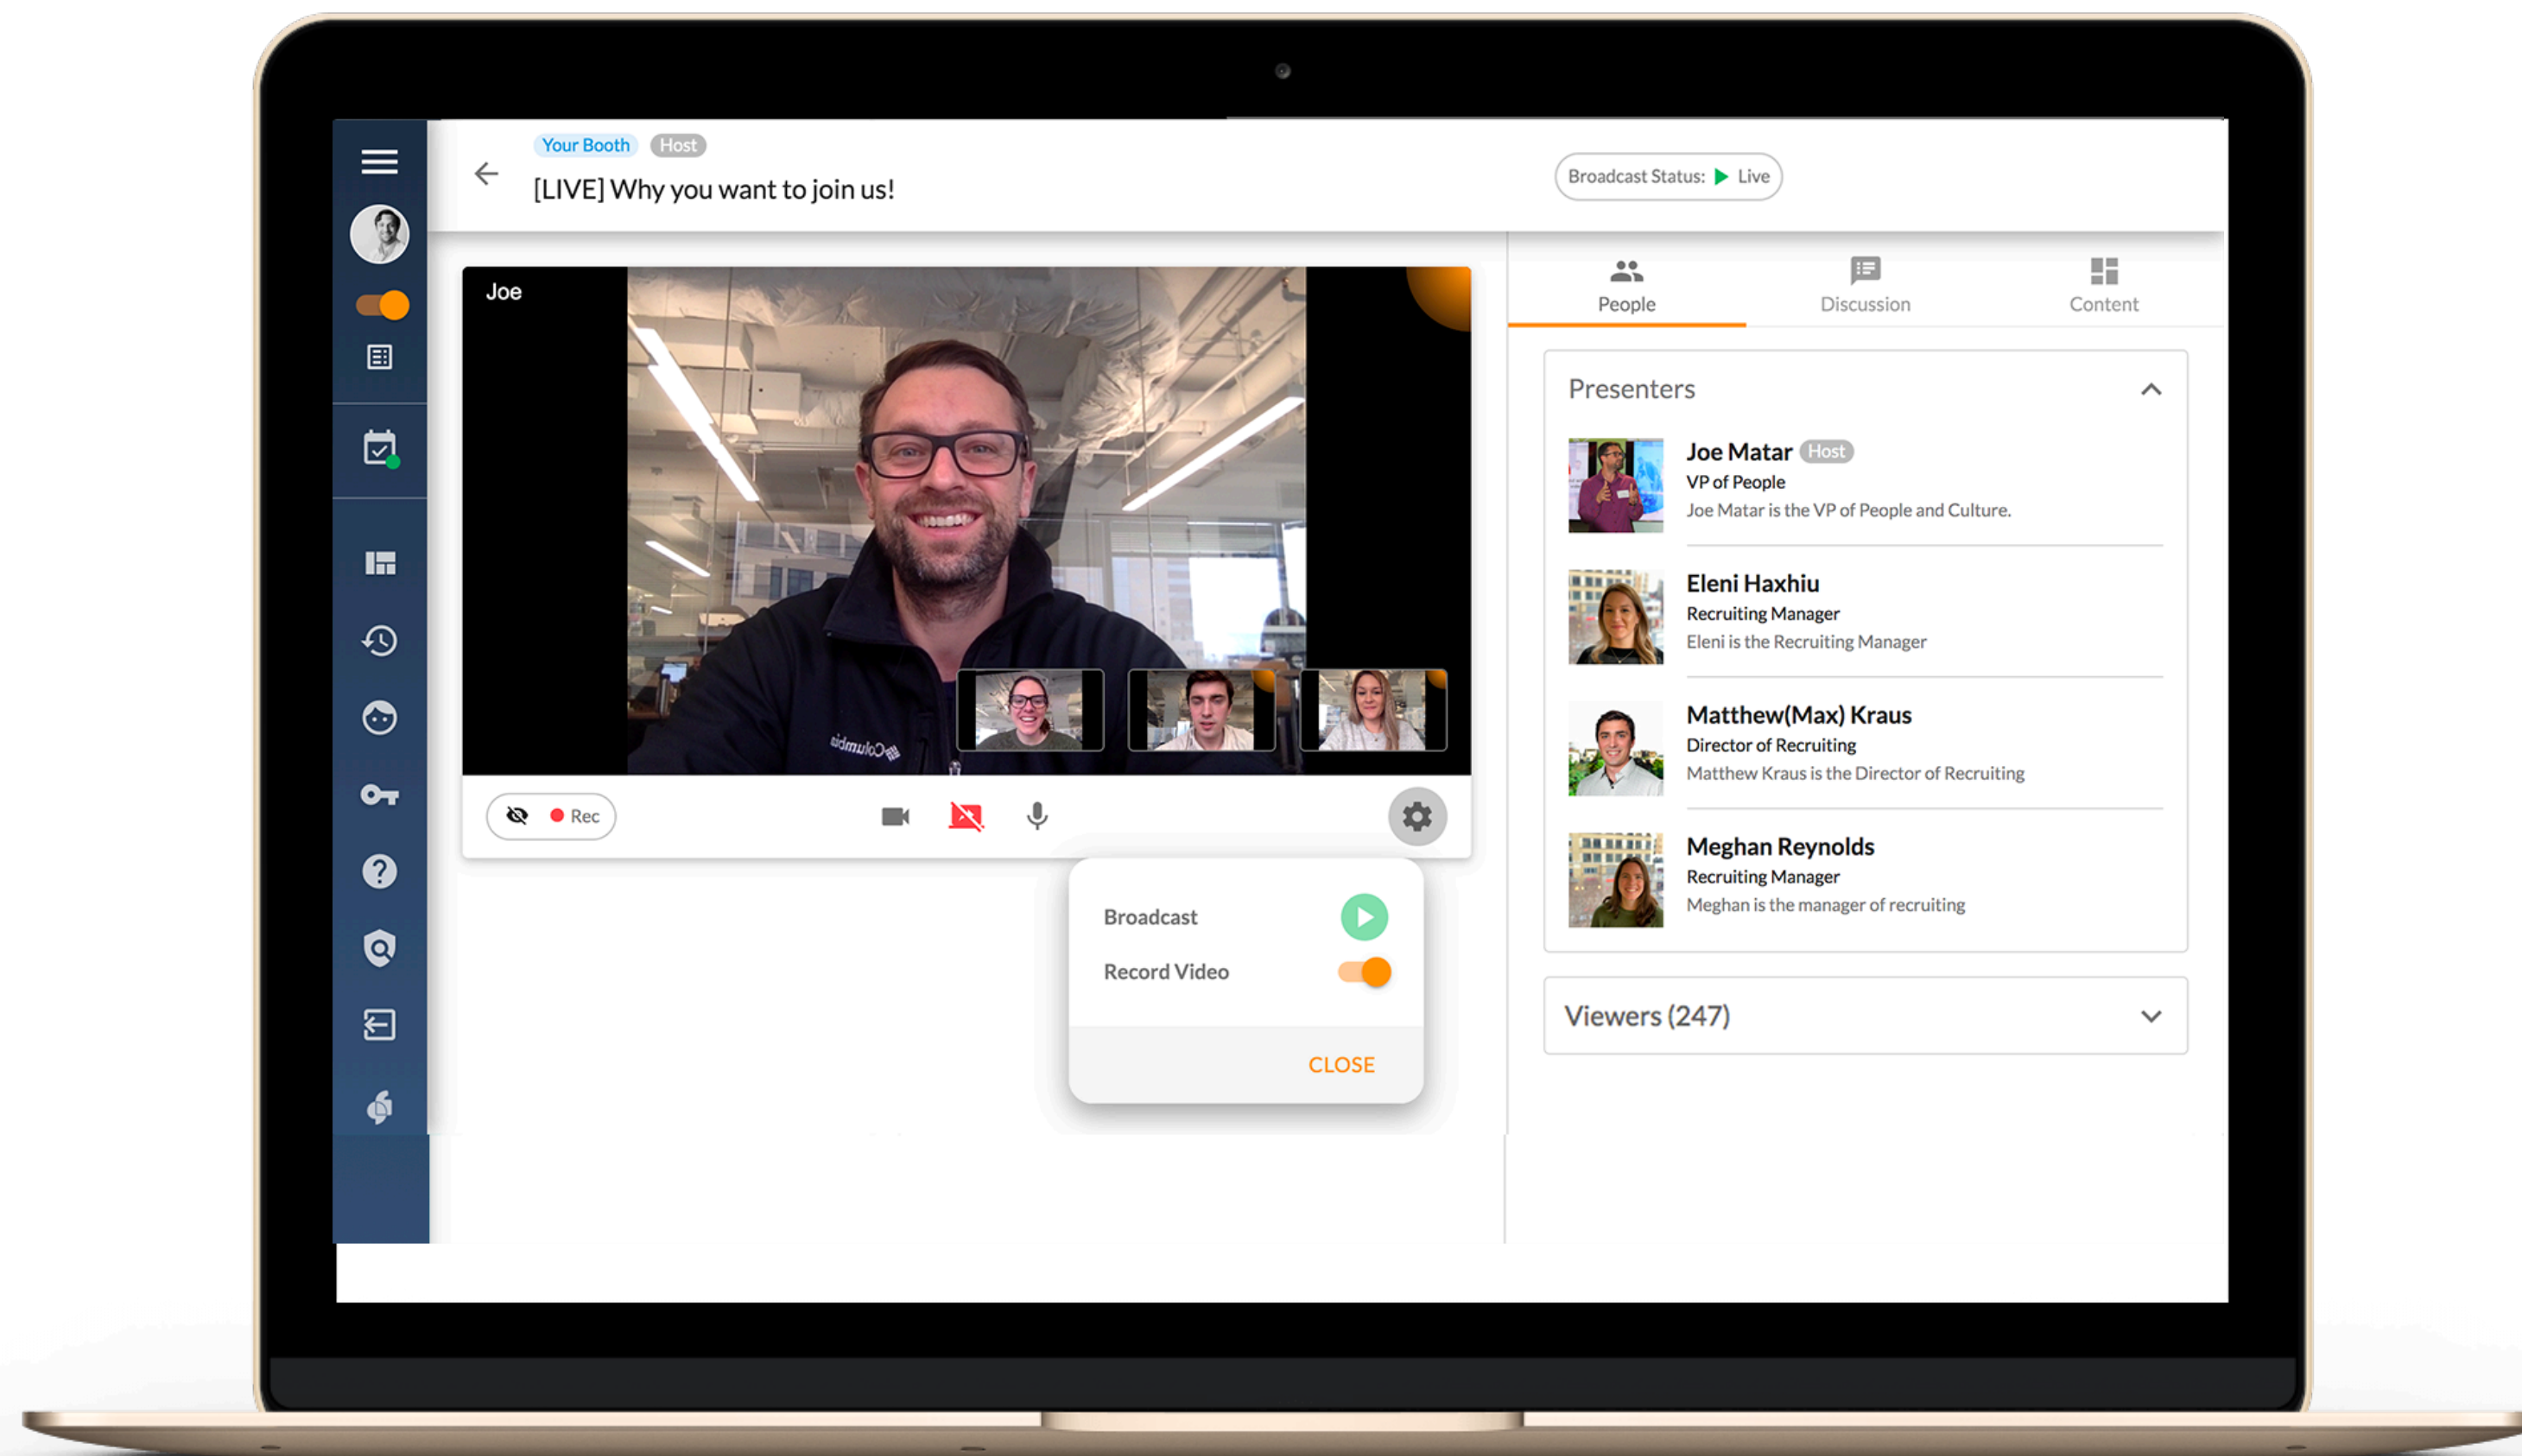 Your Booth Host
[LIVE] Why you want to join us!
Broadcast Status: Live
Joe
Columbia
Rec
Broadcast
Record Video
CLOSE
People
Discussion
Content
Presenters
Joe Matar Host
VP of People
Joe Matar is the VP of People and Culture.
Eleni Haxhiu
Recruiting Manager
Eleni is the Recruiting Manager
Matthew(Max) Kraus
Director of Recruiting
Matthew Kraus is the Director of Recruiting
Meghan Reynolds
Recruiting Manager
Meghan is the manager of recruiting
Viewers (247)